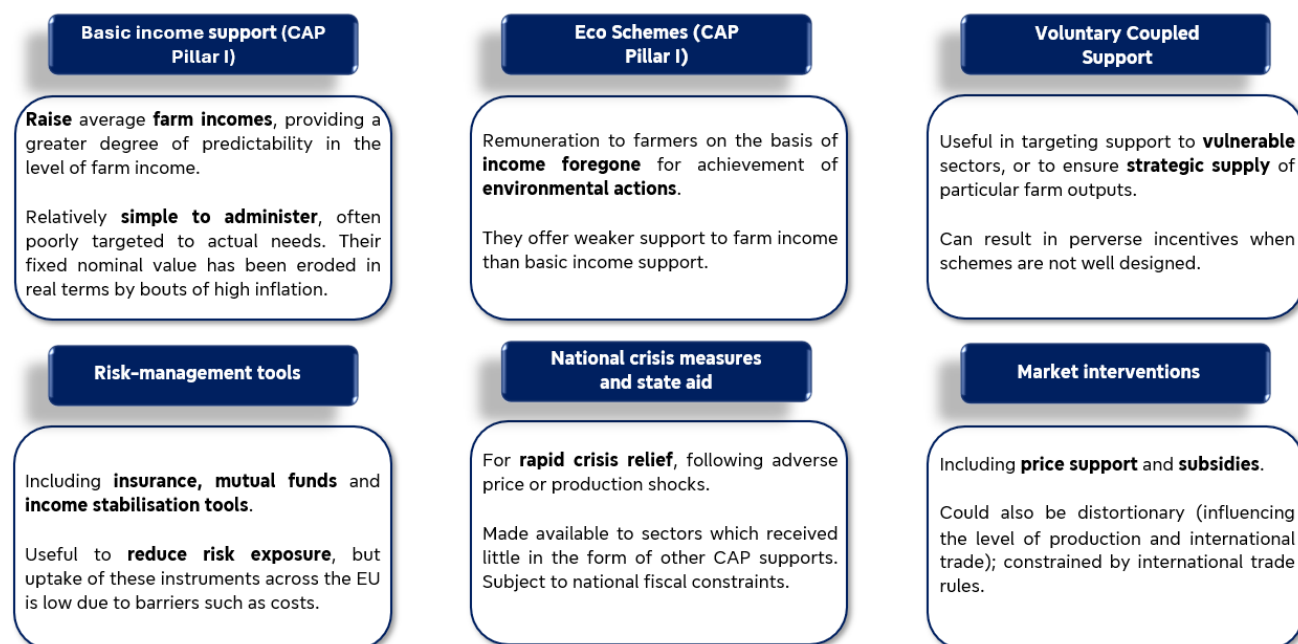 Basic income support (CAP
Pillar I)
Raise average farm incomes, providing a
greater degree of predictability in the
level of farm income.
Relatively simple to administer, often
poorly targeted to actual needs. Their
fixed nominal value has been eroded in
real terms by bouts of high inflation.
Eco Schemes (CAP
Pillar I)
Remuneration to farmers on the basis of
income foregone for achievement of
environmental actions.
They offer weaker support to farm income
than basic income support.
Voluntary Coupled
Support
Useful in targeting support to vulnerable
sectors, or to ensure strategic supply of
particular farm outputs.
Can result in perverse incentives when
schemes are not well designed.
Risk-management tools
Including insurance, mutual funds and
income stabilisation tools.
Useful to reduce risk exposure, but
uptake of these instruments across the EU
is low due to barriers such as costs.
National crisis measures
and state aid
For rapid crisis relief, following adverse
price or production shocks.
Made available to sectors which received
little in the form of other CAP supports.
Subject to national fiscal constraints.
Market interventions
Including price support and subsidies.
Could also be distortionary (influencing
the level of production and international
trade); constrained by international trade
rules.